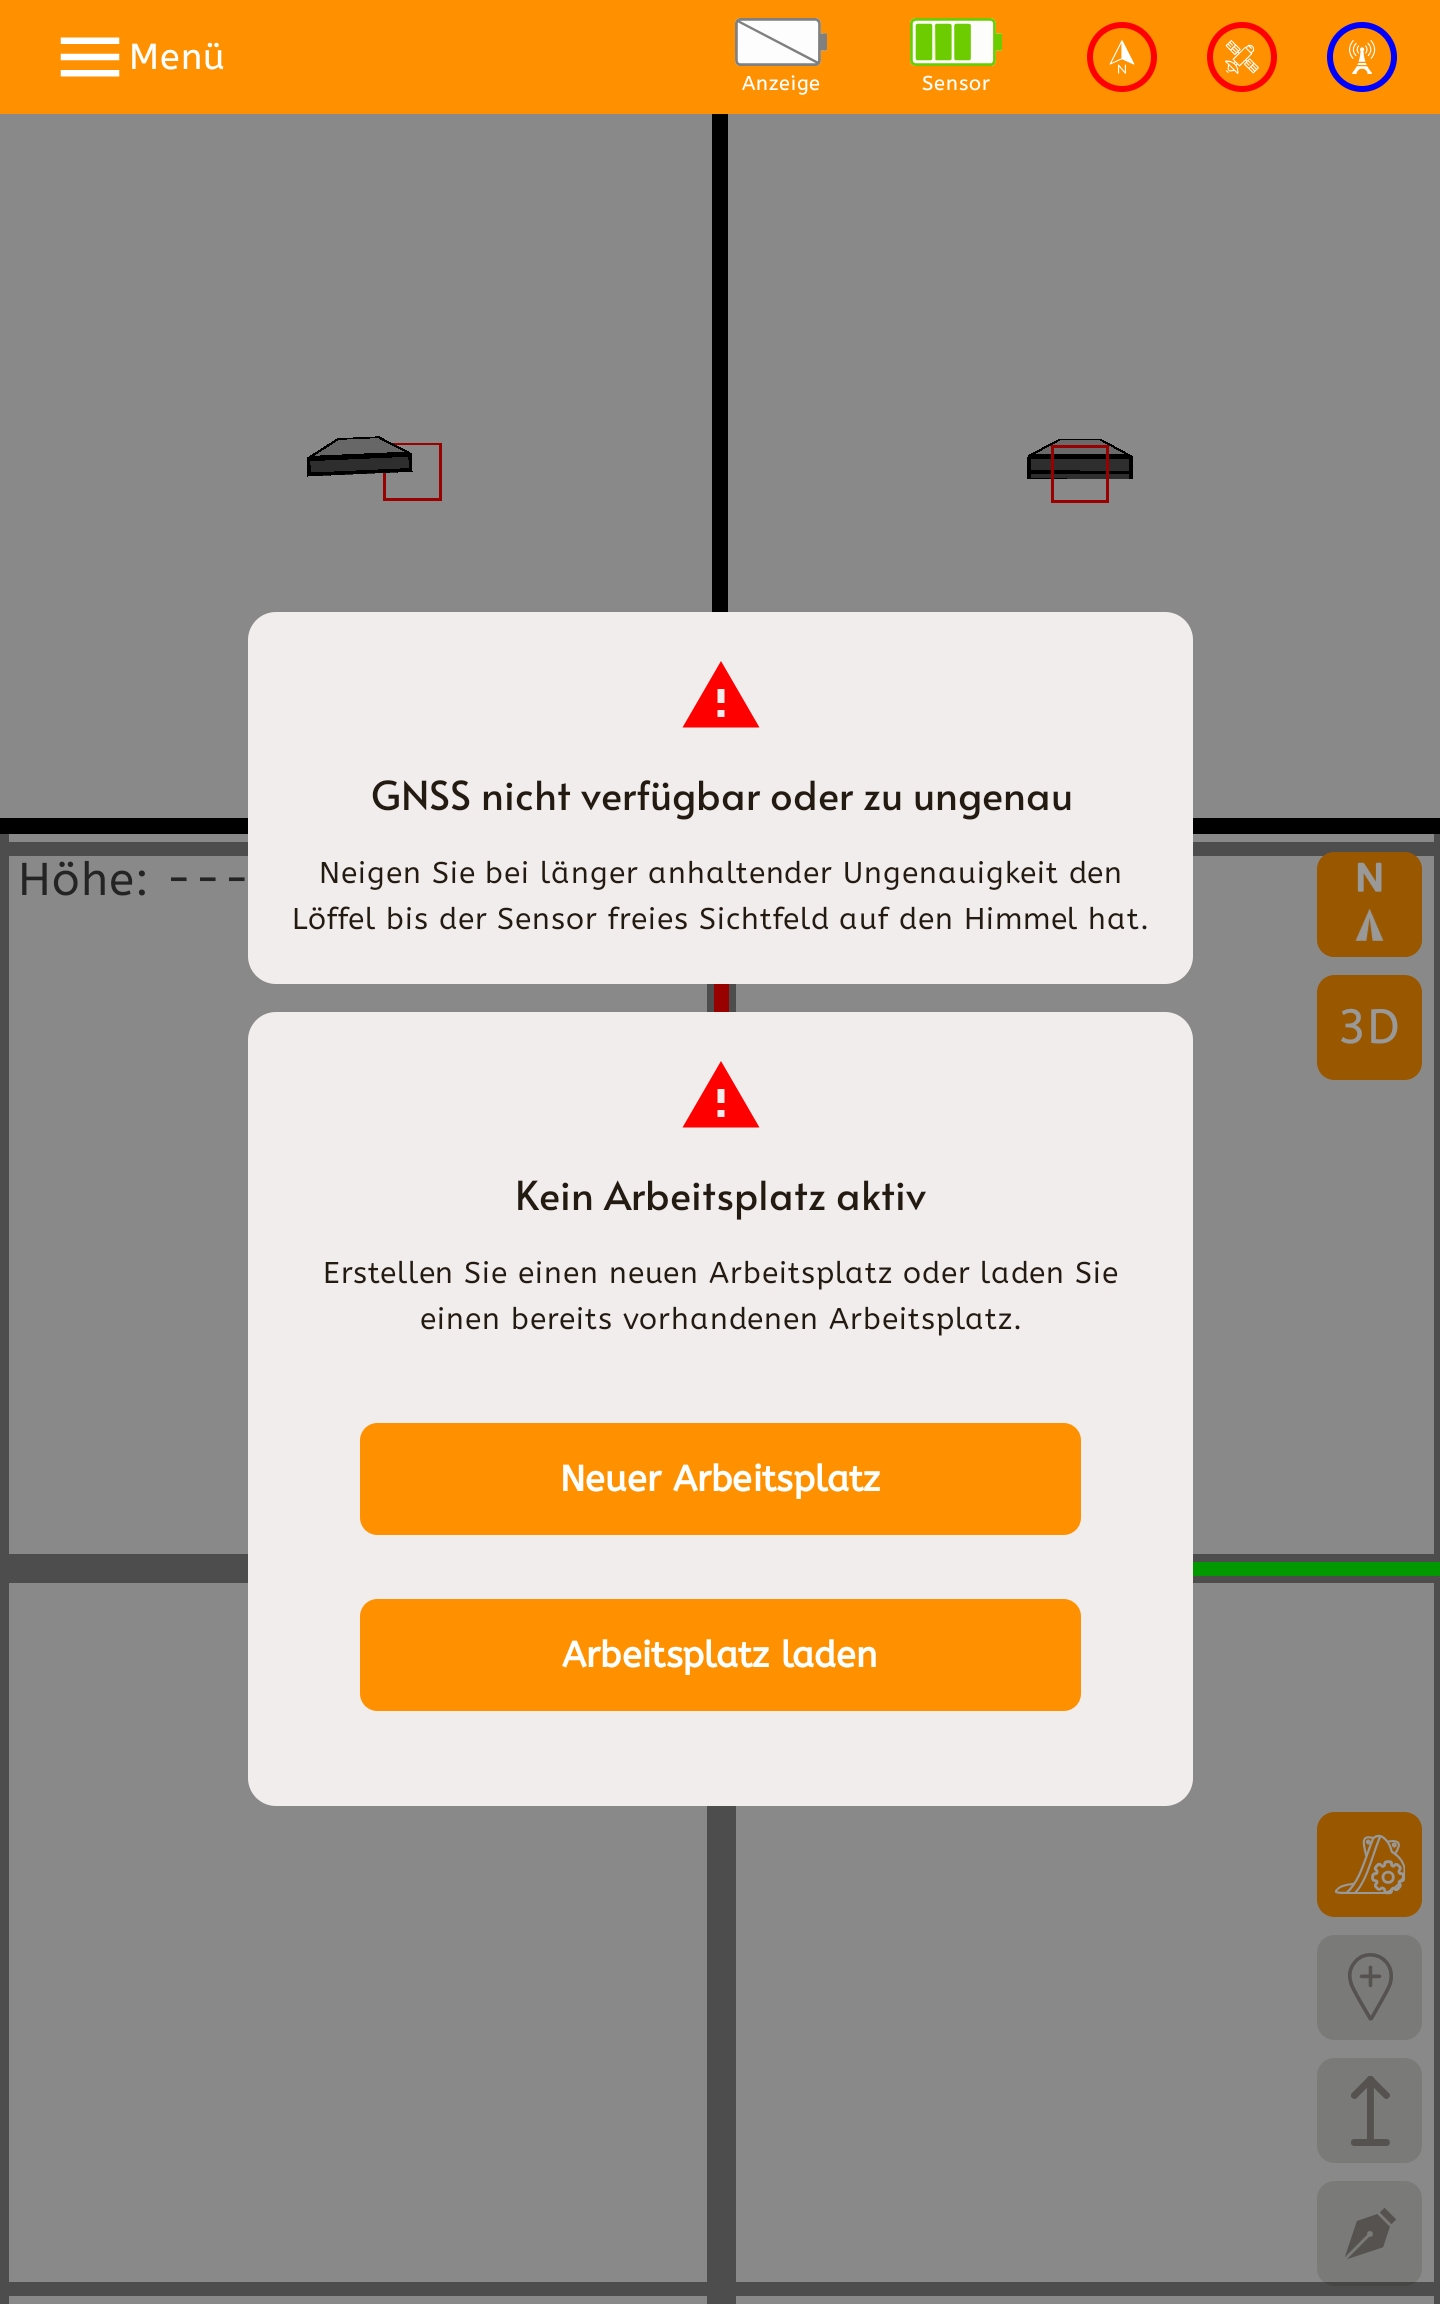 Menü
Anzeige
Sensor
N
GNSS nicht verfügbar oder zu ungenau
Neigen Sie bei länger anhaltender Ungenauigkeit den
Löffel bis der Sensor freies Sichtfeld auf den Himmel hat.
Höhe: ---
N
3D
Kein Arbeitsplatz aktiv
Erstellen Sie einen neuen Arbeitsplatz oder laden Sie
einen bereits vorhandenen Arbeitsplatz.
Neuer Arbeitsplatz
Arbeitsplatz laden